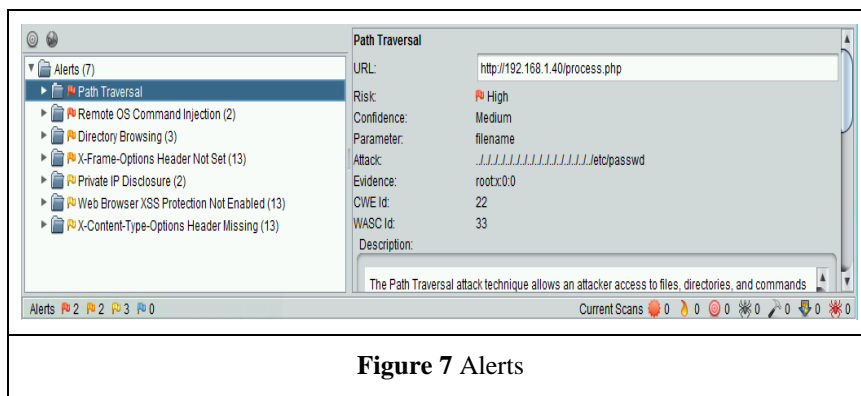 Alerts (7)
Path Traversal
Remote OS Command Injection (2)
Directory Browsing (3)
X-Frame-Options Header Not Set (13)
Private IP Disclosure (2)
Web Browser XSS Protection Not Enabled (13)
X-Content-Type-Options Header Missing (13)
Path Traversal
URL: http://192.168.1.40/process.php
Risk: High
Confidence: Medium
Parameter: filename
Attack: ../../../../../../../../../../../../../../../../etc/passwd
Evidence: root:x:0:0
CWE Id: 22
WASC Id: 33
Description:
The Path Traversal attack technique allows an attacker access to files, directories, and commands
Alerts 2 2 3 0
Current Scans 0 0 0 0 0 0 0
Figure 7 Alerts